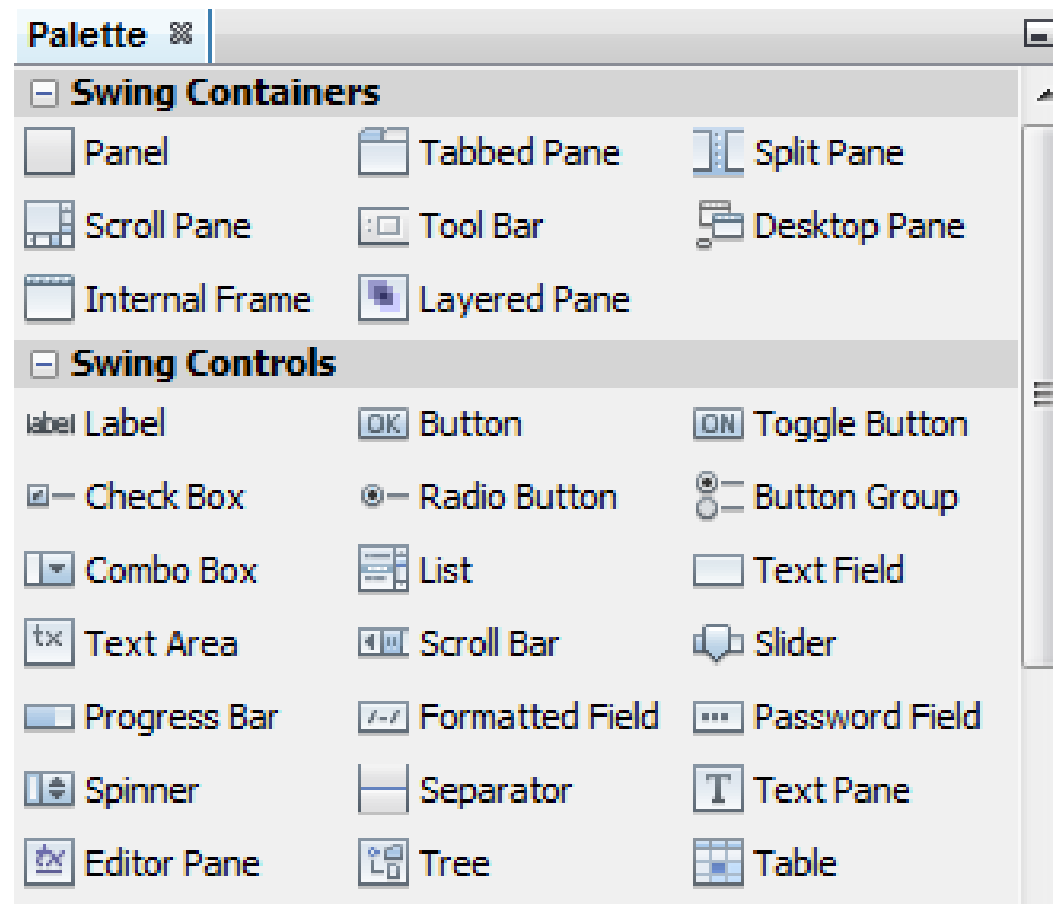 Palette
Swing Containers
Panel Tabbed Pane Split Pane
Scroll Pane Tool Bar Desktop Pane
Internal Frame Layered Pane
Swing Controls
label Label OK Button ON Toggle Button
Check Box Radio Button Button Group
Combo Box List Text Field
tx Text Area Scroll Bar Slider
Progress Bar Formatted Field Password Field
Spinner Separator T Text Pane
tx Editor Pane Tree Table